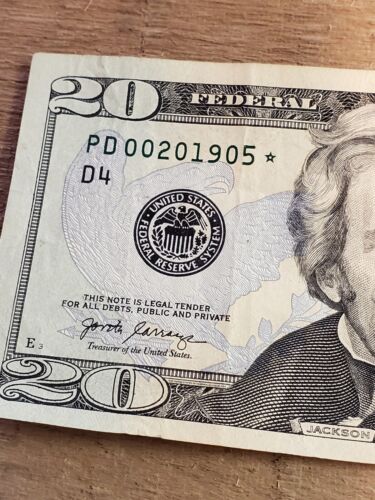 20 FEDERAL
PD 00201905 ☆
D4
UNITED STATES
FEDERAL RESERVE SYSTEM
THIS NOTE IS LEGAL TENDER
FOR ALL DEBTS, PUBLIC AND PRIVATE
Treasurer of the United States.
E 3
20
JACKSON